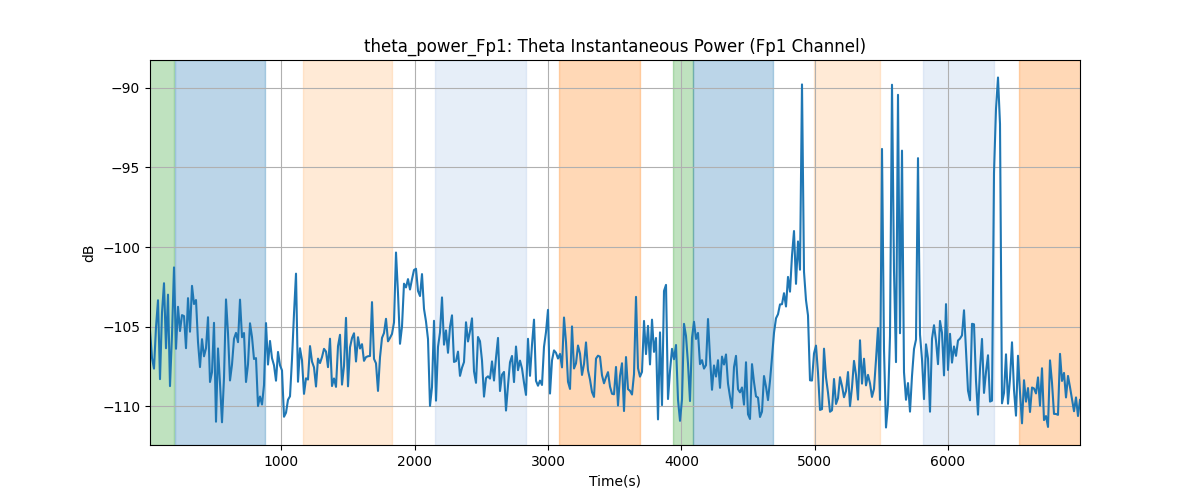 theta_power_Fp1: Theta Instantaneous Power (Fp1 Channel)
−90
−95
−100
−105
−110
dB
1000 2000 3000 4000 5000 6000
Time(s)